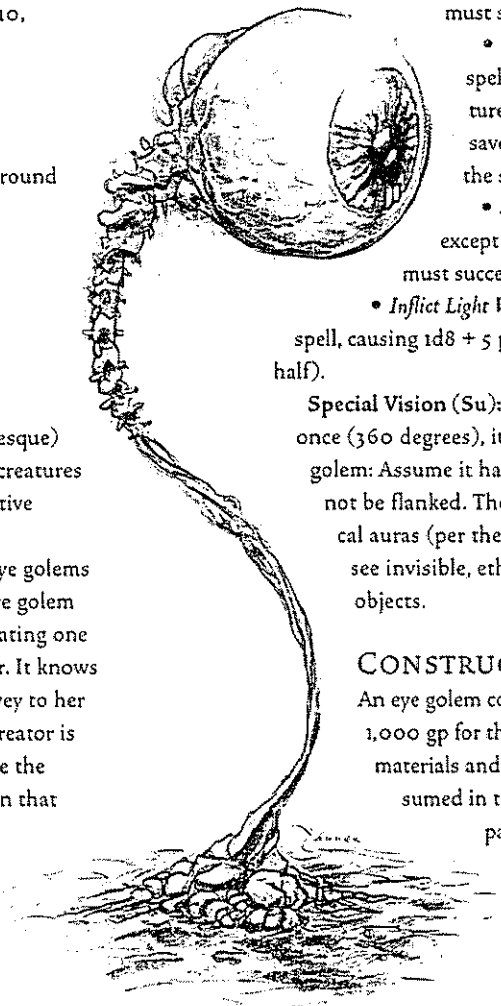 10,
round
esque)
creatures
tive
ye golems
e golem
ating one
r. It knows
vey to her
reator is
e the
n that
must s
•
spel
ture
save
the s
•
except
must succe
• Inflict Light W
spell, causing 1d8 + 5 p
half).
Special Vision (Su):
once (360 degrees), it
golem: Assume it ha
not be flanked. The
cal auras (per the
see invisible, eth
objects.
CONSTRUC
An eye golem co
1,000 gp for th
materials and
sumed in t
pa